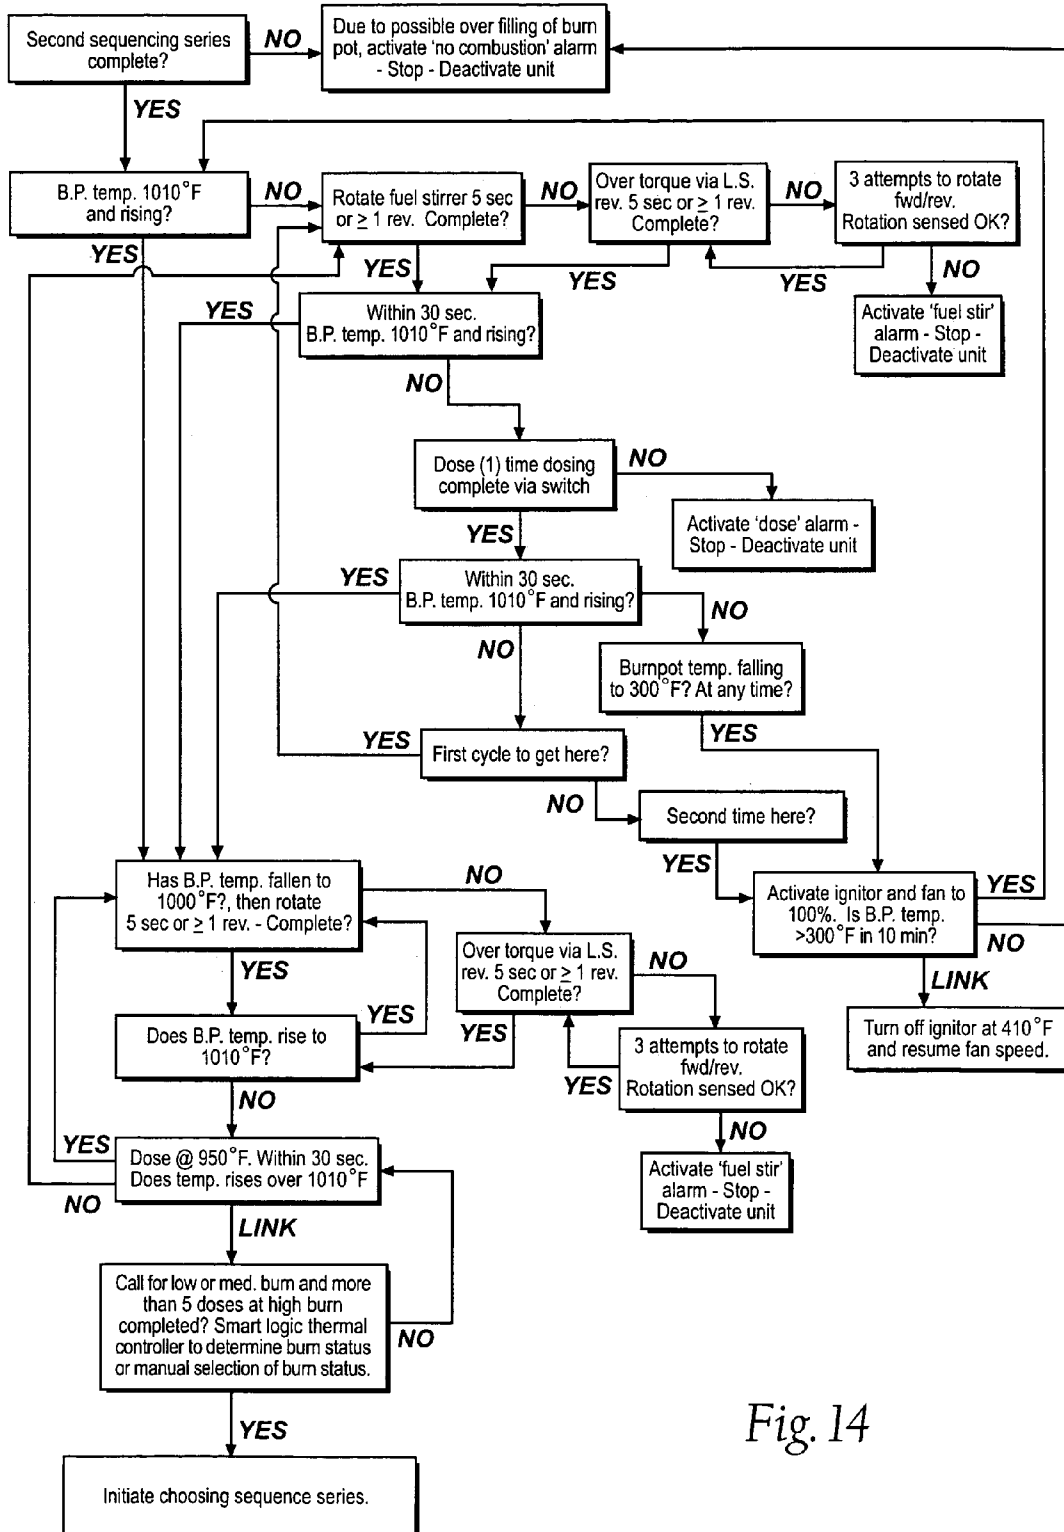 Second sequencing series
complete?
NO
Due to possible over filling of burn
pot, activate 'no combustion' alarm
- Stop - Deactivate unit
YES
B.P. temp. 1010°F
and rising?
NO
Rotate fuel stirrer 5 sec
or ≥ 1 rev. Complete?
NO
Over torque via L.S.
rev. 5 sec or ≥ 1 rev.
Complete?
NO
3 attempts to rotate
fwd/rev.
Rotation sensed OK?
YES
YES
YES
YES
NO
Activate 'fuel stir'
alarm - Stop -
Deactivate unit
YES
Within 30 sec.
B.P. temp. 1010°F and rising?
NO
Dose (1) time dosing
complete via switch
NO
Activate 'dose' alarm -
Stop - Deactivate unit
YES
YES
Within 30 sec.
B.P. temp. 1010°F and rising?
NO
NO
Burnpot temp. falling
to 300°F? At any time?
YES
YES
First cycle to get here?
NO
Second time here?
YES
Has B.P. temp. fallen to
1000°F?, then rotate
5 sec or ≥ 1 rev. - Complete?
NO
Activate ignitor and fan to
100%. Is B.P. temp.
>300°F in 10 min?
YES
NO
LINK
Turn off ignitor at 410°F
and resume fan speed.
Over torque via L.S.
rev. 5 sec or ≥ 1 rev.
Complete?
NO
YES
YES
YES
Does B.P. temp. rise to
1010°F?
3 attempts to rotate
fwd/rev.
Rotation sensed OK?
YES
NO
NO
Activate 'fuel stir'
alarm - Stop -
Deactivate unit
YES
Dose @ 950°F. Within 30 sec.
Does temp. rises over 1010°F
NO
LINK
Call for low or med. burn and more
than 5 doses at high burn
completed? Smart logic thermal
controller to determine burn status
or manual selection of burn status.
NO
YES
Initiate choosing sequence series.
Fig. 14